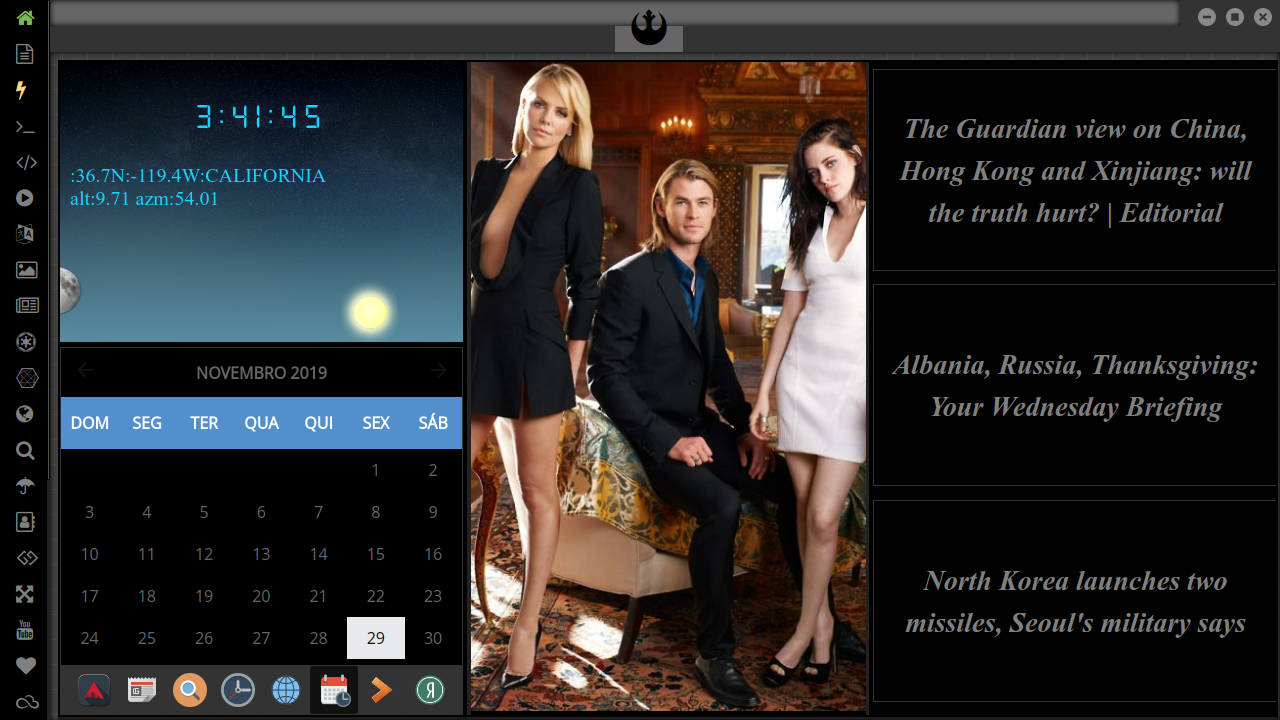 3:41:45
:36.7N:-119.4W:CALIFORNIA
alt:9.71 azm:54.01
NOVEMBRO 2019
DOM SEG TER QUA QUI SEX SÁB
1 2
3 4 5 6 7 8 9
10 11 12 13 14 15 16
17 18 19 20 21 22 23
24 25 26 27 28 29 30
The Guardian view on China,
Hong Kong and Xinjiang: will
the truth hurt? | Editorial
Albania, Russia, Thanksgiving:
Your Wednesday Briefing
North Korea launches two
missiles, Seoul's military says
You
Tube
Я